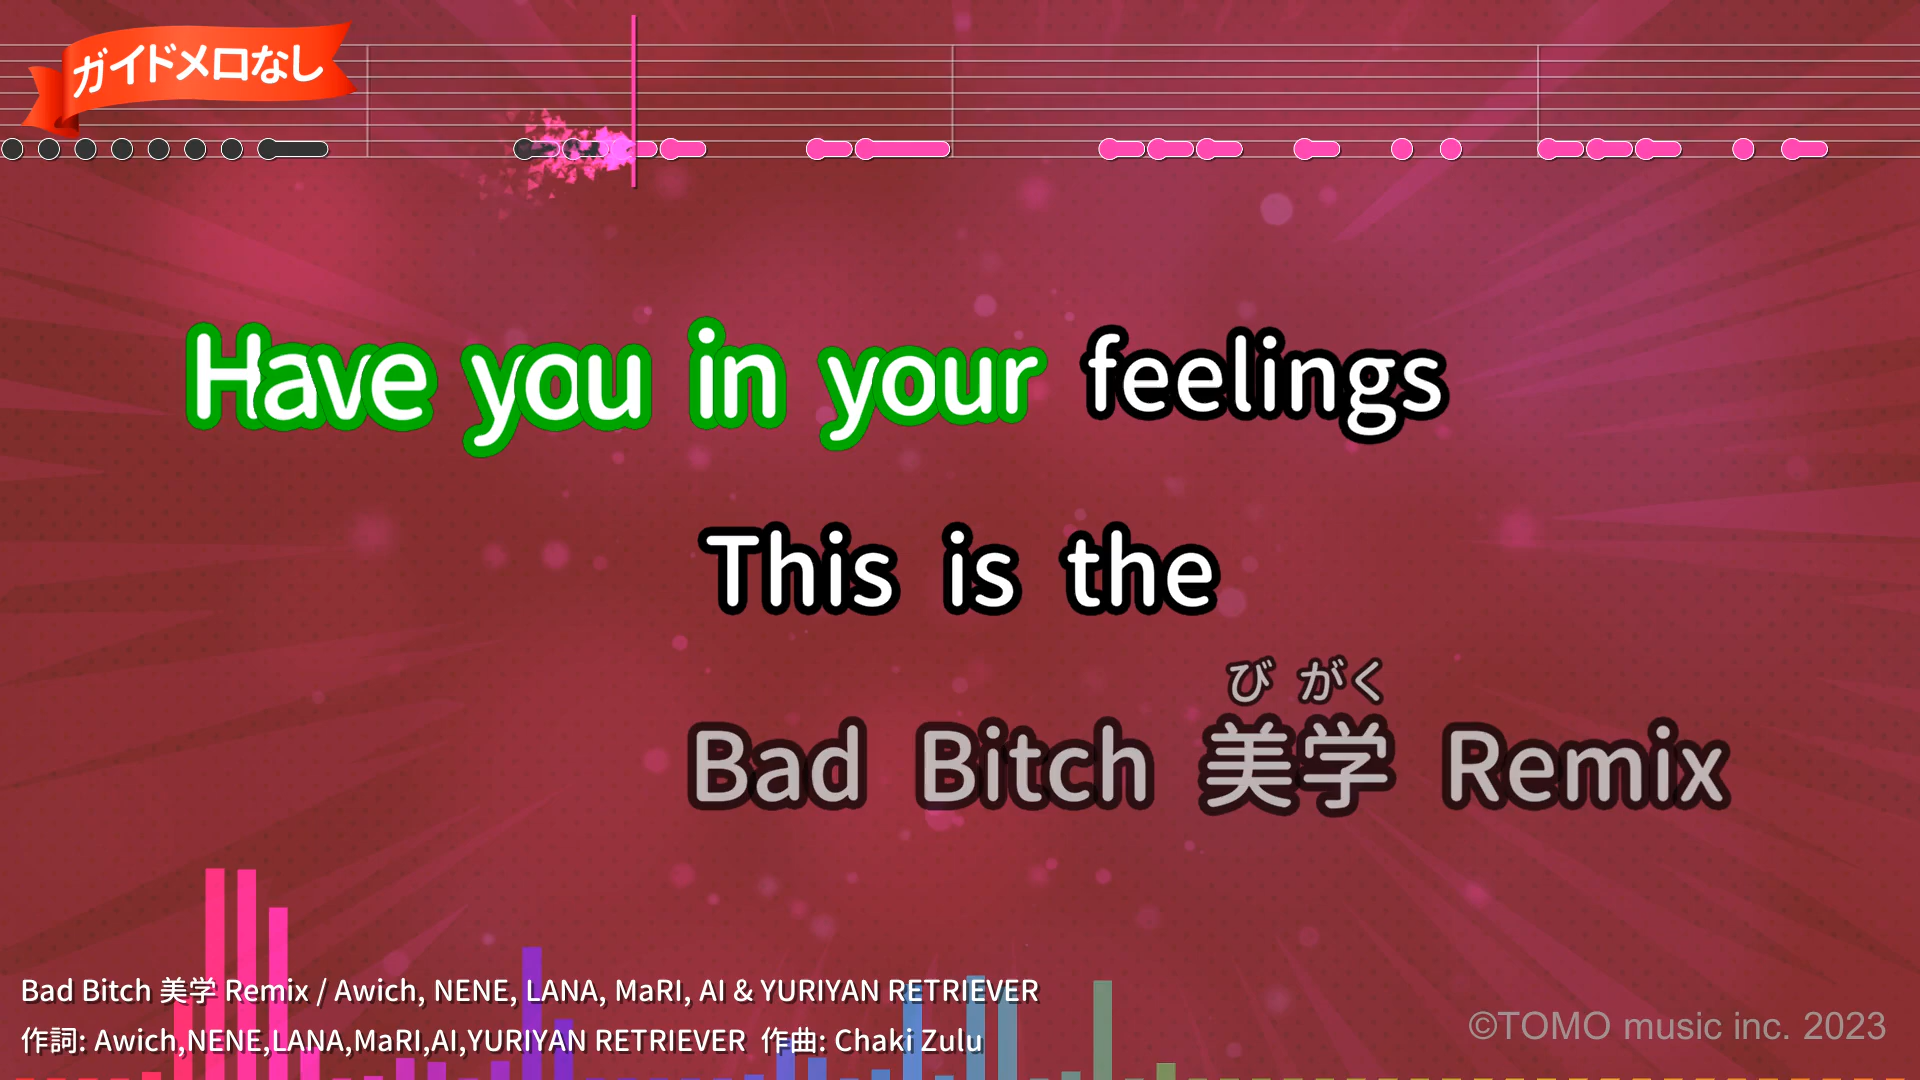 ガイドメロなし
Have you in your feelings
This is the
びがく
Bad Bitch 美学 Remix
Bad Bitch 美学 Remix / Awich, NENE, LANA, MaRI, AI & YURIYAN RETRIEVER
作詞: Awich,NENE,LANA,MaRI,AI,YURIYAN RETRIEVER 作曲: Chaki Zulu
©TOMO music inc. 2023